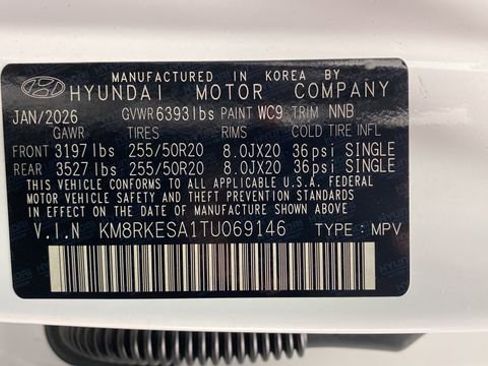 MANUFACTURED IN KOREA BY
HYUNDAI MOTOR COMPANY
JAN/2026 GVWR 6393lbs PAINT WC9 TRIM NNB
GAWR TIRES RIMS COLD TIRE INFL
FRONT 3197 lbs 255/50R20 8.0JX20 36psi SINGLE
REAR 3527 lbs 255/50R20 8.0JX20 36psi SINGLE
THIS VEHICLE CONFORMS TO ALL APPLICABLE U.S.A. FEDERAL
MOTOR VEHICLE SAFETY AND THEFT PREVENTION STANDARDS
IN EFFECT ON THE DATE OF MANUFACTURE SHOWN ABOVE.
V.I.N KM8RKESA1TU069146 TYPE: MPV